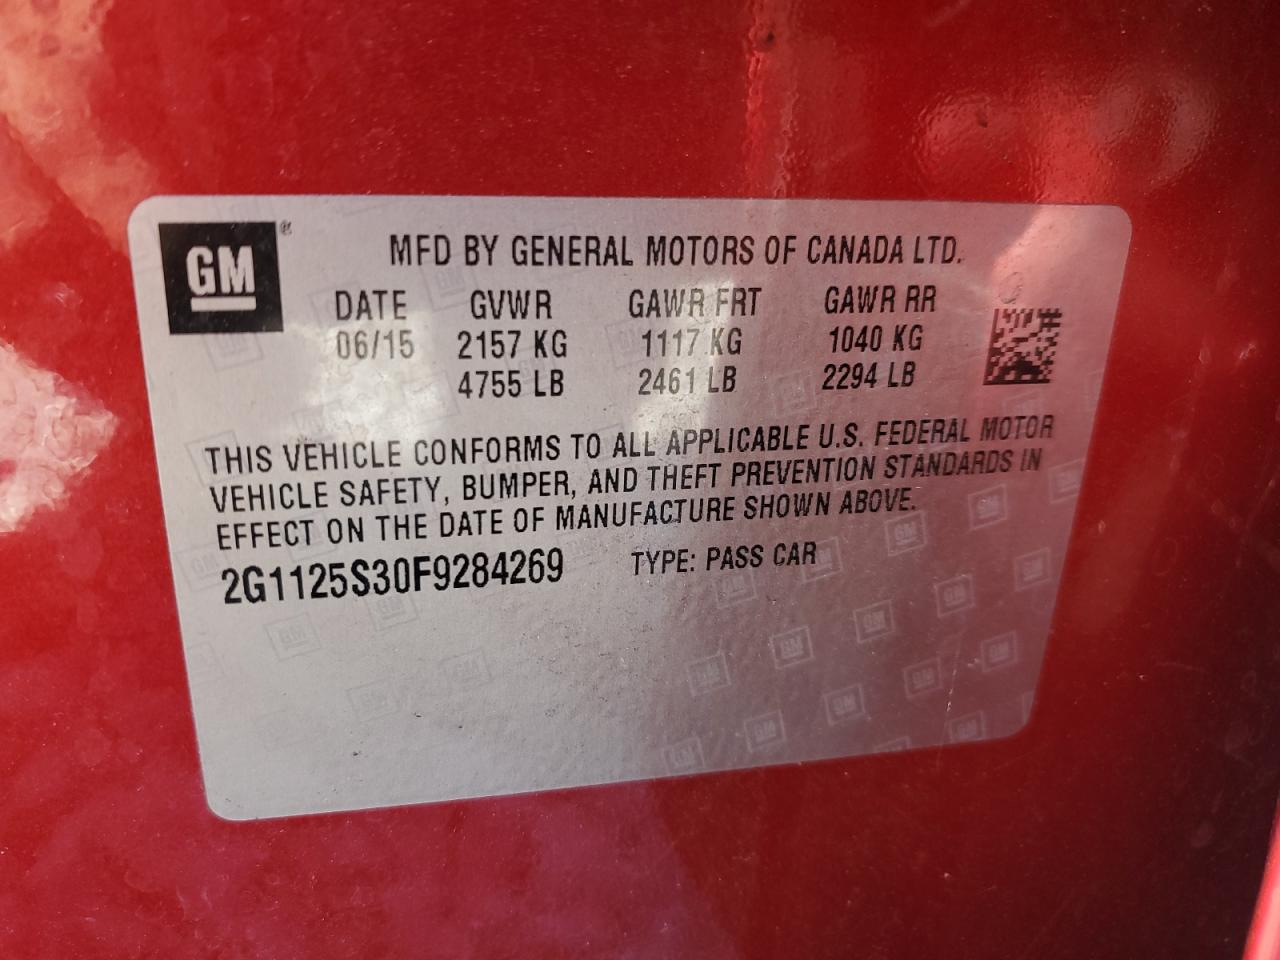 GM®
MFD BY GENERAL MOTORS OF CANADA LTD.
DATE GVWR GAWR FRT GAWR RR
06/15 2157 KG 1117 KG 1040 KG
4755 LB 2461 LB 2294 LB
THIS VEHICLE CONFORMS TO ALL APPLICABLE U.S. FEDERAL MOTOR
VEHICLE SAFETY, BUMPER, AND THEFT PREVENTION STANDARDS IN
EFFECT ON THE DATE OF MANUFACTURE SHOWN ABOVE.
2G1125S30F9284269 TYPE: PASS CAR